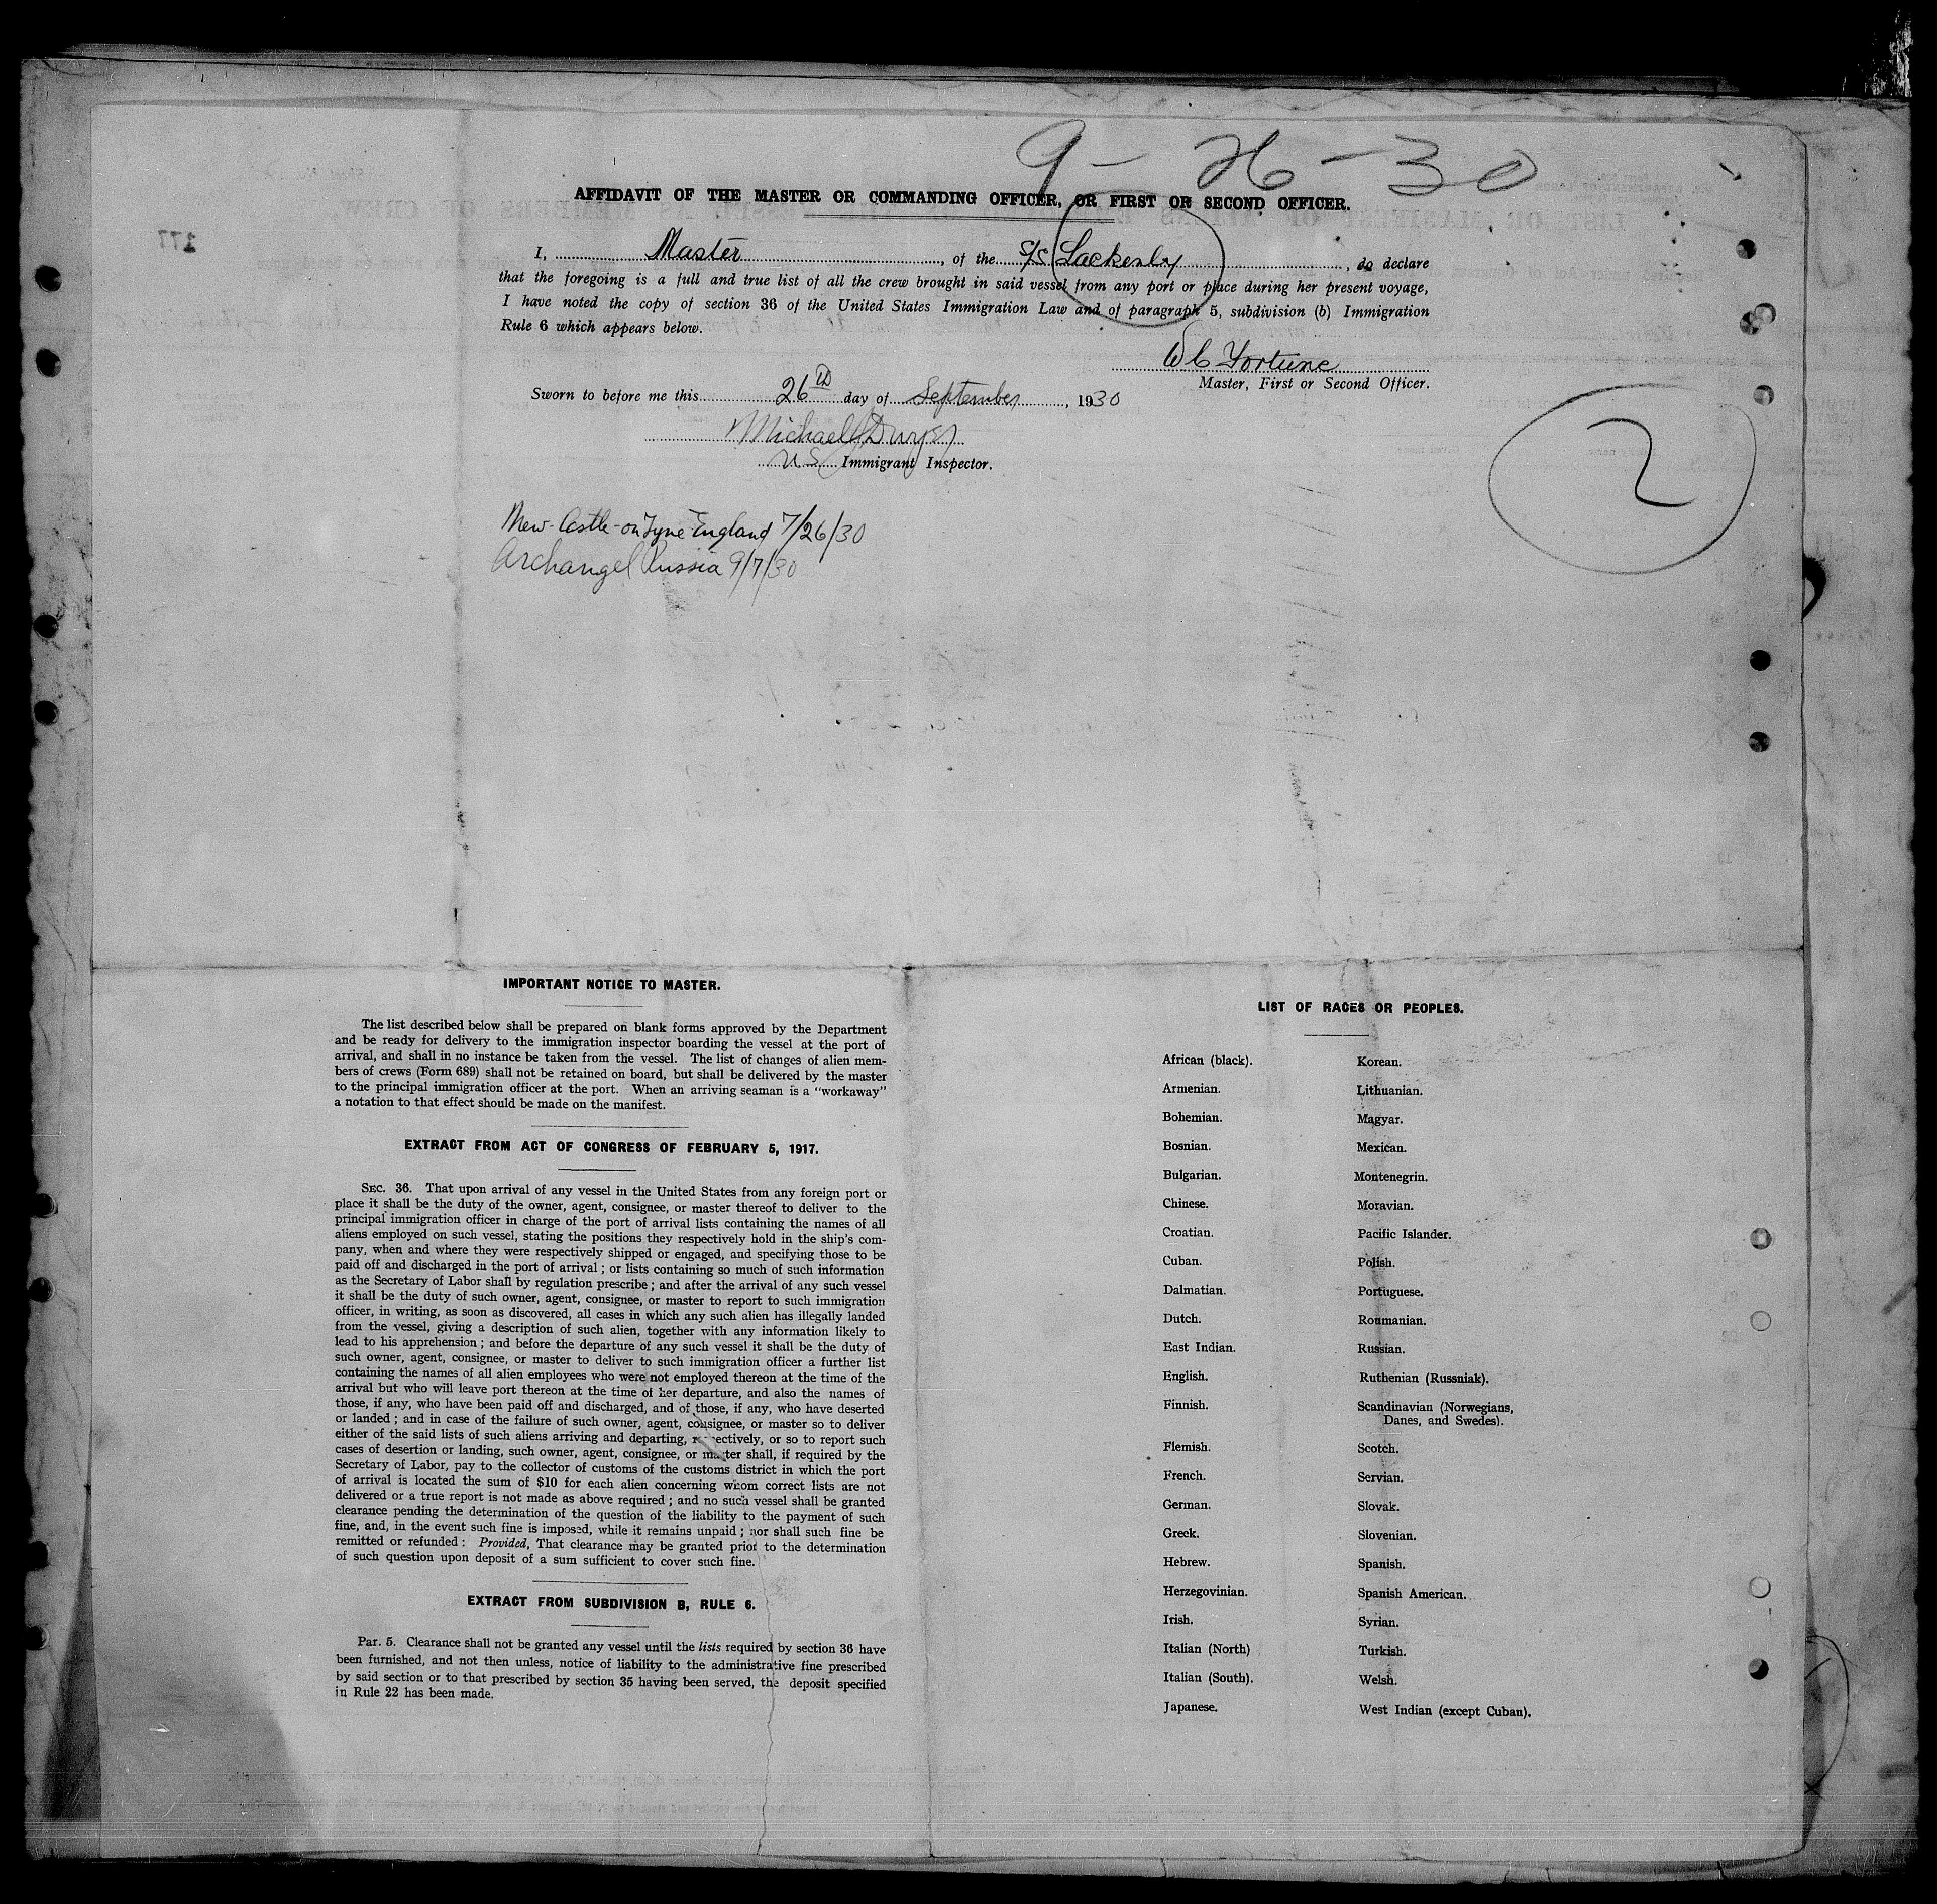 9-26-30
AFFIDAVIT OF THE MASTER OR COMMANDING OFFICER, OR FIRST OR SECOND OFFICER.
177
I, Master, of the S/S Lackenby, do declare
that the foregoing is a full and true list of all the crew brought in said vessel from any port or place during her present voyage,
I have noted the copy of section 36 of the United States Immigration Law and of paragraph 5, subdivision (b) Immigration
Rule 6 which appears below.
W C Fortune
Master, First or Second Officer.
Sworn to before me this 26th day of September, 1930
Michael J Dwyer
US Immigrant Inspector.
2
New-Castle-on Tyne England 7/26/30
Archangel Russia 9/7/30
IMPORTANT NOTICE TO MASTER.
The list described below shall be prepared on blank forms approved by the Department
and be ready for delivery to the immigration inspector boarding the vessel at the port of
arrival, and shall in no instance be taken from the vessel. The list of changes of alien mem-
bers of crews (Form 689) shall not be retained on board, but shall be delivered by the master
to the principal immigration officer at the port. When an arriving seaman is a "workaway"
a notation to that effect should be made on the manifest.
EXTRACT FROM ACT OF CONGRESS OF FEBRUARY 5, 1917.
SEC. 36. That upon arrival of any vessel in the United States from any foreign port or
place it shall be the duty of the owner, agent, consignee, or master thereof to deliver to the
principal immigration officer in charge of the port of arrival lists containing the names of all
aliens employed on such vessel, stating the positions they respectively hold in the ship's com-
pany, when and where they were respectively shipped or engaged, and specifying those to be
paid off and discharged in the port of arrival; or lists containing so much of such information
as the Secretary of Labor shall by regulation prescribe; and after the arrival of any such vessel
it shall be the duty of such owner, agent, consignee, or master to report to such immigration
officer, in writing, as soon as discovered, all cases in which any such alien has illegally landed
from the vessel, giving a description of such alien, together with any information likely to
lead to his apprehension; and before the departure of any such vessel it shall be the duty of
such owner, agent, consignee, or master to deliver to such immigration officer a further list
containing the names of all alien employees who were not employed thereon at the time of the
arrival but who will leave port thereon at the time of her departure, and also the names of
those, if any, who have been paid off and discharged, and of those, if any, who have deserted
or landed; and in case of the failure of such owner, agent, consignee, or master so to deliver
either of the said lists of such aliens arriving and departing, respectively, or so to report such
cases of desertion or landing, such owner, agent, consignee, or master shall, if required by the
Secretary of Labor, pay to the collector of customs of the customs district in which the port
of arrival is located the sum of $10 for each alien concerning whom correct lists are not
delivered or a true report is not made as above required; and no such vessel shall be granted
clearance pending the determination of the question of the liability to the payment of such
fine, and, in the event such fine is imposed, while it remains unpaid; nor shall such fine be
remitted or refunded: Provided, That clearance may be granted prior to the determination
of such question upon deposit of a sum sufficient to cover such fine.
EXTRACT FROM SUBDIVISION B, RULE 6.
Par. 5. Clearance shall not be granted any vessel until the lists required by section 36 have
been furnished, and not then unless, notice of liability to the administrative fine prescribed
by said section or to that prescribed by section 35 having been served, the deposit specified
in Rule 22 has been made.
LIST OF RACES OR PEOPLES.
African (black).
Armenian.
Bohemian.
Bosnian.
Bulgarian.
Chinese.
Croatian.
Cuban.
Dalmatian.
Dutch.
East Indian.
English.
Finnish.
Flemish.
French.
German.
Greek.
Hebrew.
Herzegovinian.
Irish.
Italian (North)
Italian (South).
Japanese.
Korean.
Lithuanian.
Magyar.
Mexican.
Montenegrin.
Moravian.
Pacific Islander.
Polish.
Portuguese.
Roumanian.
Russian.
Ruthenian (Russniak).
Scandinavian (Norwegians,
Danes, and Swedes).
Scotch.
Servian.
Slovak.
Slovenian.
Spanish.
Spanish American.
Syrian.
Turkish.
Welsh.
West Indian (except Cuban).